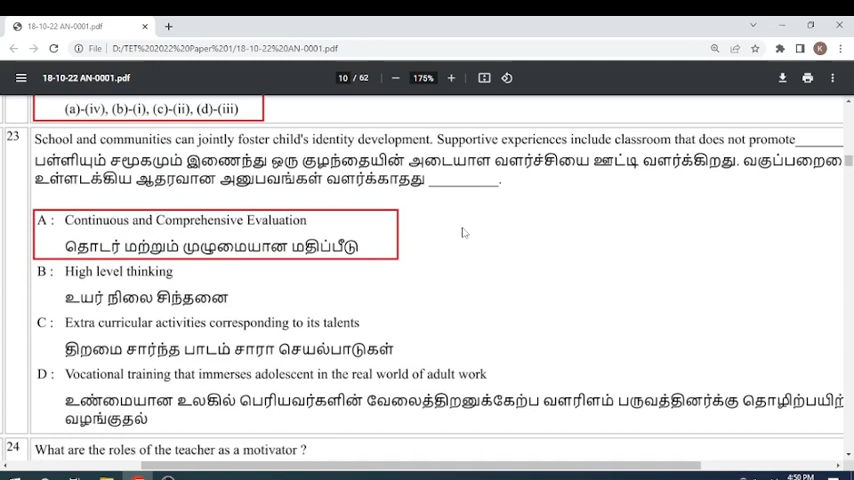 18-10-22 AN-0001.pdf
File | D:/TET%202022%20Paper%201/18-10-22%20AN-0001.pdf
K
18-10-22 AN-0001.pdf 10 / 62 — 175% +
(a)-(iv), (b)-(i), (c)-(ii), (d)-(iii)
23 School and communities can jointly foster child's identity development. Supportive experiences include classroom that does not promote______
பள்ளியும் சமூகமும் இணைந்து ஒரு குழந்தையின் அடையாள வளர்ச்சியை ஊட்டி வளர்க்கிறது. வகுப்பறையை
உள்ளடக்கிய ஆதரவான அனுபவங்கள் வளர்க்காதது __________.
A : Continuous and Comprehensive Evaluation
தொடர் மற்றும் முழுமையான மதிப்பீடு
B : High level thinking
உயர் நிலை சிந்தனை
C : Extra curricular activities corresponding to its talents
திறமை சார்ந்த பாடம் சாரா செயல்பாடுகள்
D : Vocational training that immerses adolescent in the real world of adult work
உண்மையான உலகில் பெரியவர்களின் வேலைத்திறனுக்கேற்ப வளரிளம் பருவத்தினர்க்கு
வழங்குதல்
24 What are the roles of the teacher as a motivator ?
4:50 PM